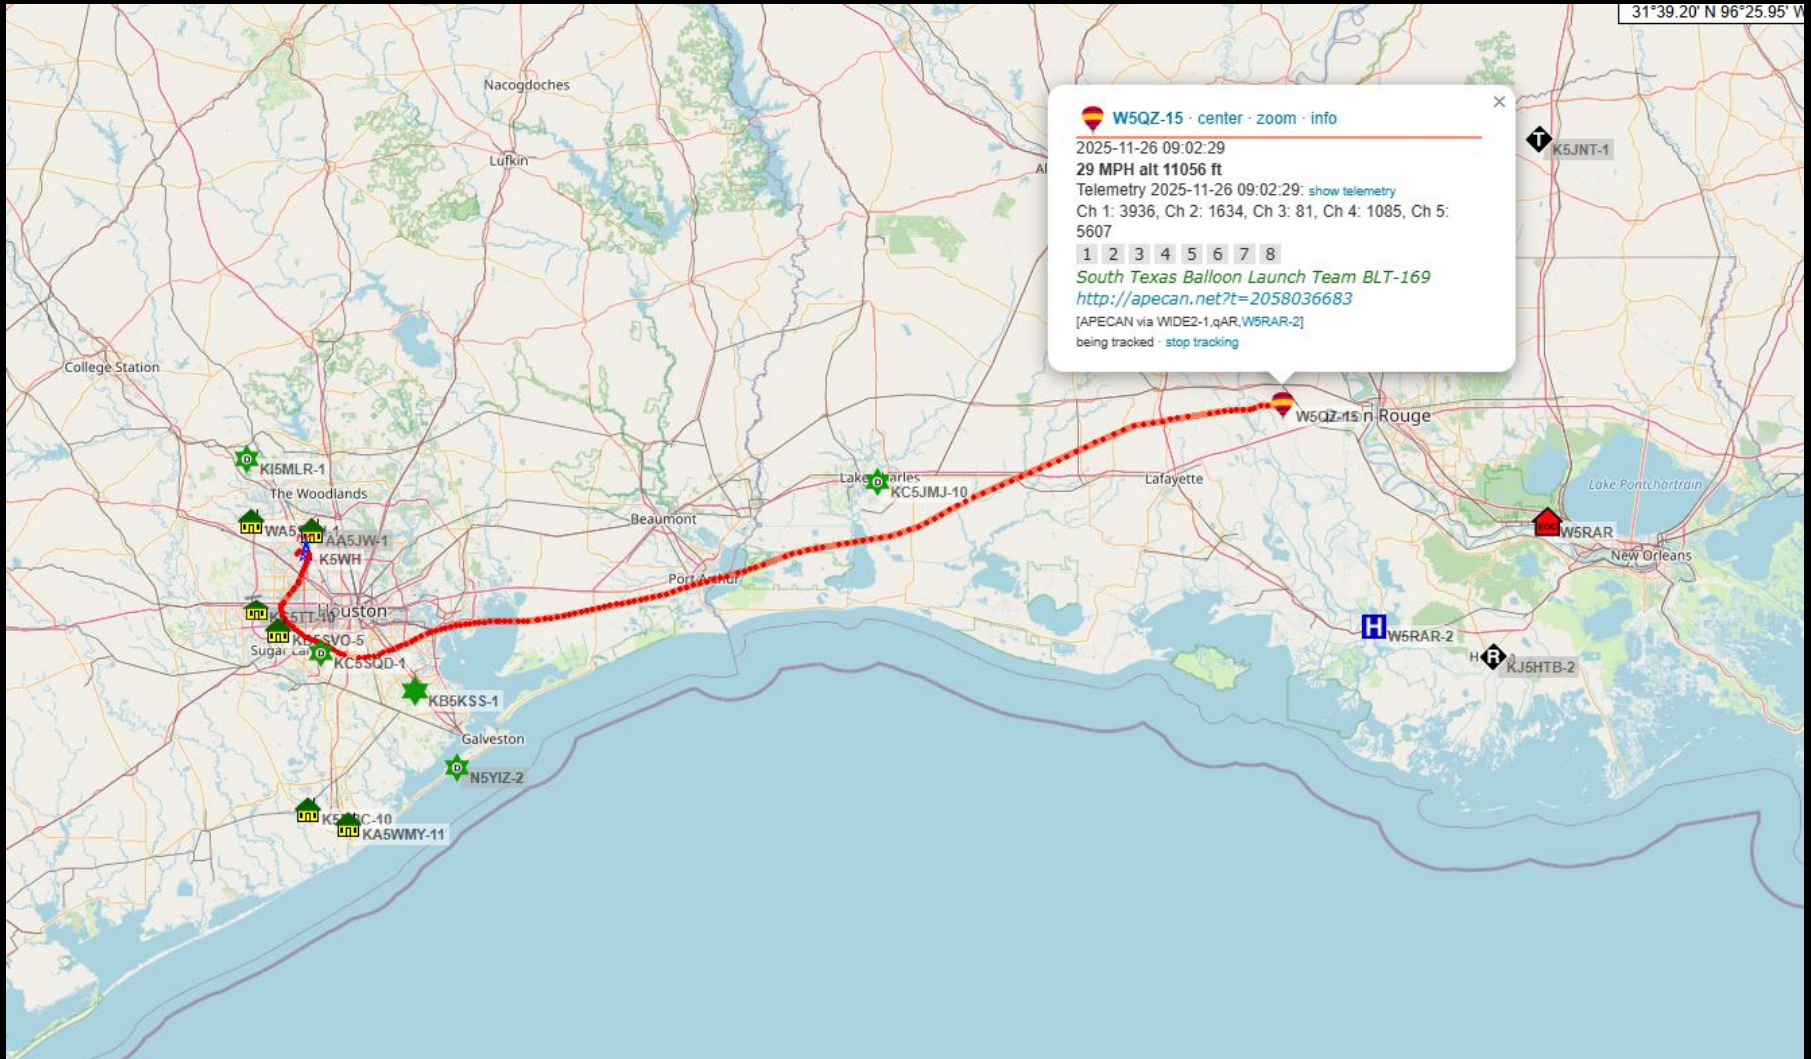 31°39.20' N 96°25.95' W
Nacogdoches
Lufkin
College Station
W5QZ-15 · center · zoom · info
2025-11-26 09:02:29
29 MPH alt 11056 ft
Telemetry 2025-11-26 09:02:29: show telemetry
Ch 1: 3936, Ch 2: 1634, Ch 3: 81, Ch 4: 1085, Ch 5:
5607
1 2 3 4 5 6 7 8
South Texas Balloon Launch Team BLT-169
http://apecan.net?t=2058036683
[APECAN via WIDE2-1,qAR,W5RAR-2]
being tracked · stop tracking
K5JNT-1
W5QZ-15
Rouge
KI5MLR-1
The Woodlands
AA5JW-1
K5WH
Houston
KC5SQD-1
KB5KSS-1
Galveston
N5YIZ-2
KA5WMY-11
Beaumont
Port Arthur
KC5JMJ-10
Lafayette
Lake Pontchartrain
EOC
W5RAR
New Orleans
H
W5RAR-2
R
KJ5HTB-2